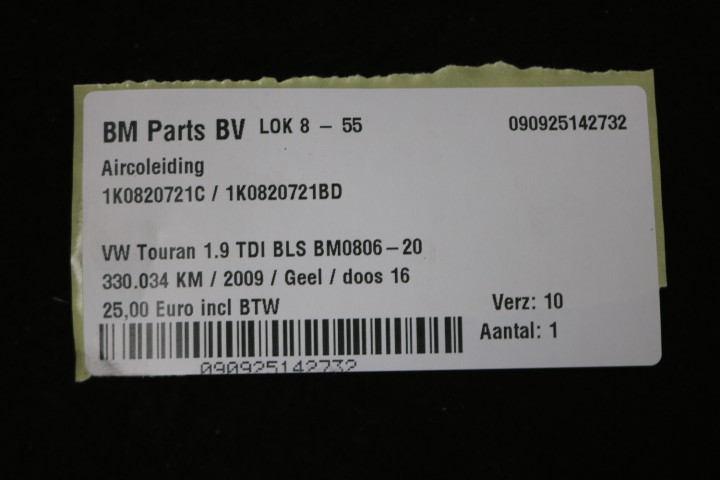 BM Parts BV LOK 8 - 55 090925142732
Aircoleiding
1K0820721C / 1K0820721BD
VW Touran 1.9 TDI BLS BM0806-20
330.034 KM / 2009 / Geel / doos 16
25,00 Euro incl BTW Verz: 10
Aantal: 1
090925142732